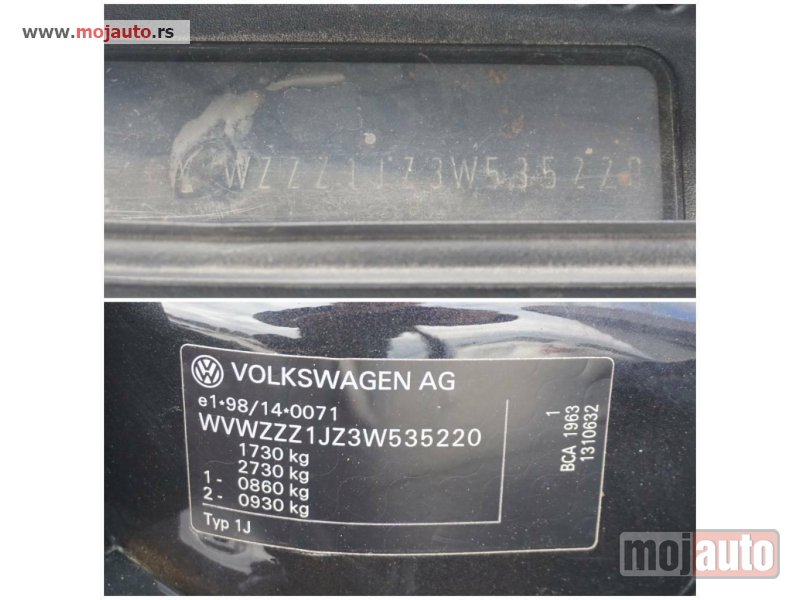 www.mojauto.rs
WZZZ1JZ3W535220
VOLKSWAGEN AG
e1*98/14*0071
WVWZZZ1JZ3W535220
1730 kg
2730 kg
1 - 0860 kg
2 - 0930 kg
Typ 1J
1
BCA 1963
1310632
mojauto